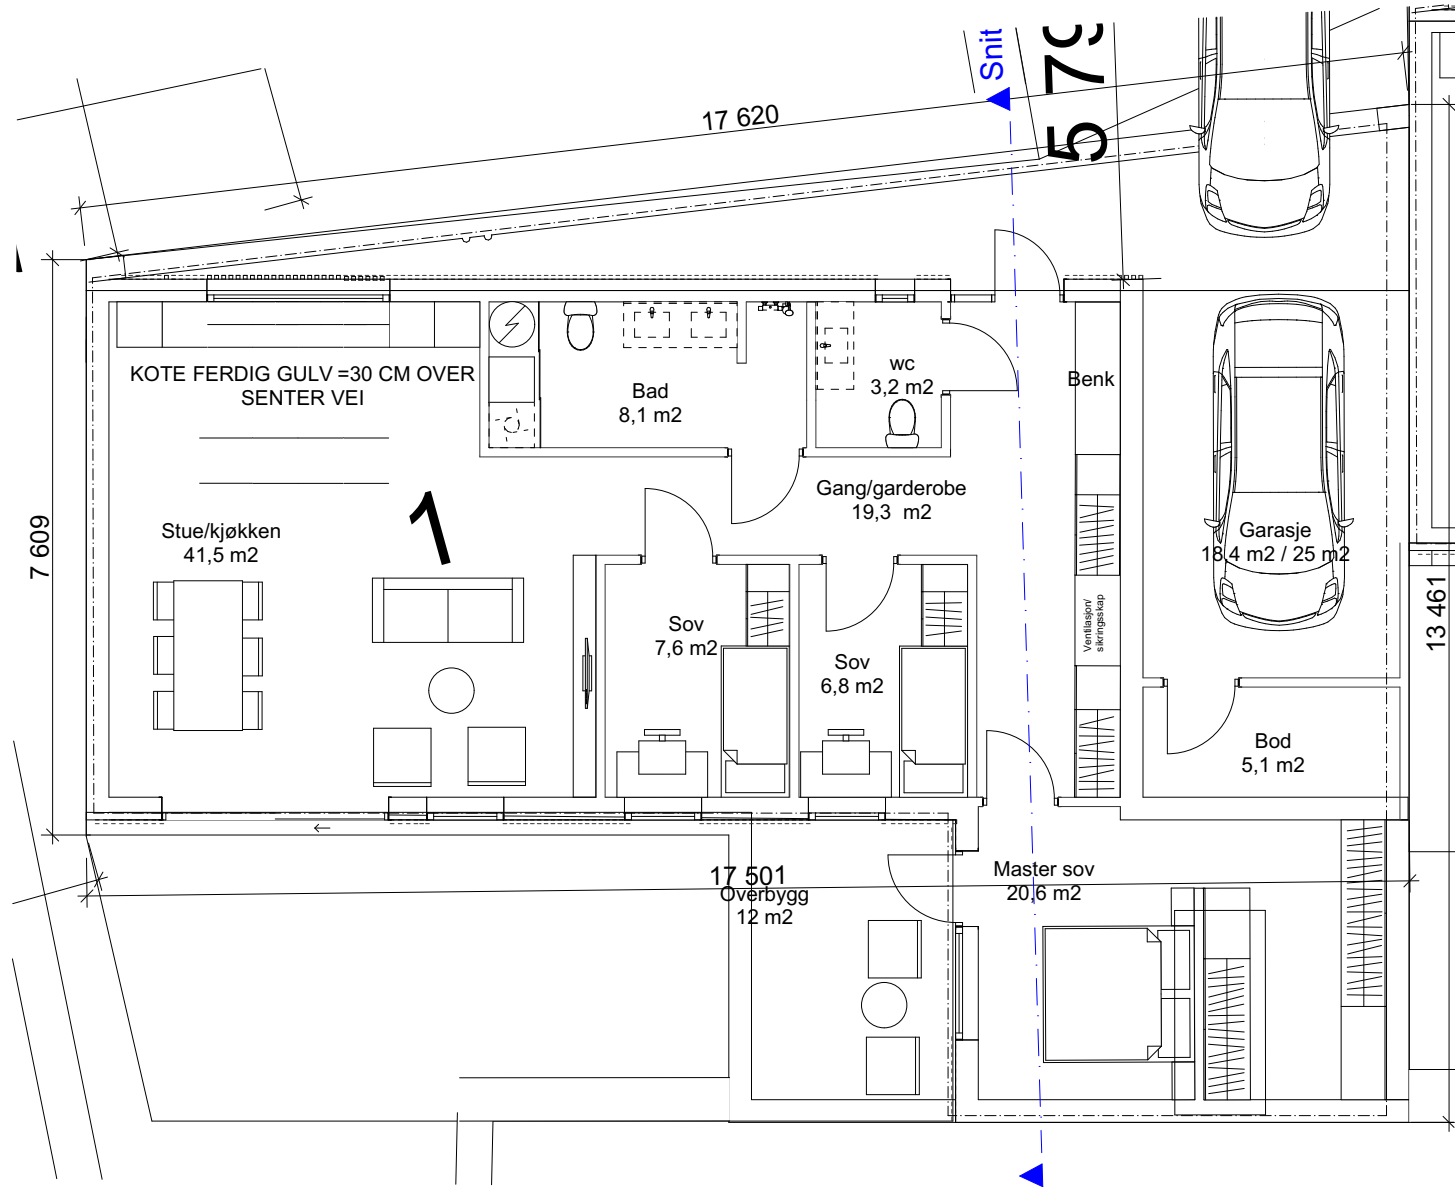 Snit
5 79
17 620
KOTE FERDIG GULV =30 CM OVER
SENTER VEI
Bad
8,1 m2
wc
3,2 m2
Benk
Gang/garderobe
19,3 m2
1
Stue/kjøkken
41,5 m2
7 609
Garasje
18,4 m2 / 25 m2
13 461
Ventilasjon/
sikringsskap
Sov
7,6 m2
Sov
6,8 m2
Bod
5,1 m2
17 501
Overbygg
12 m2
Master sov
20,6 m2